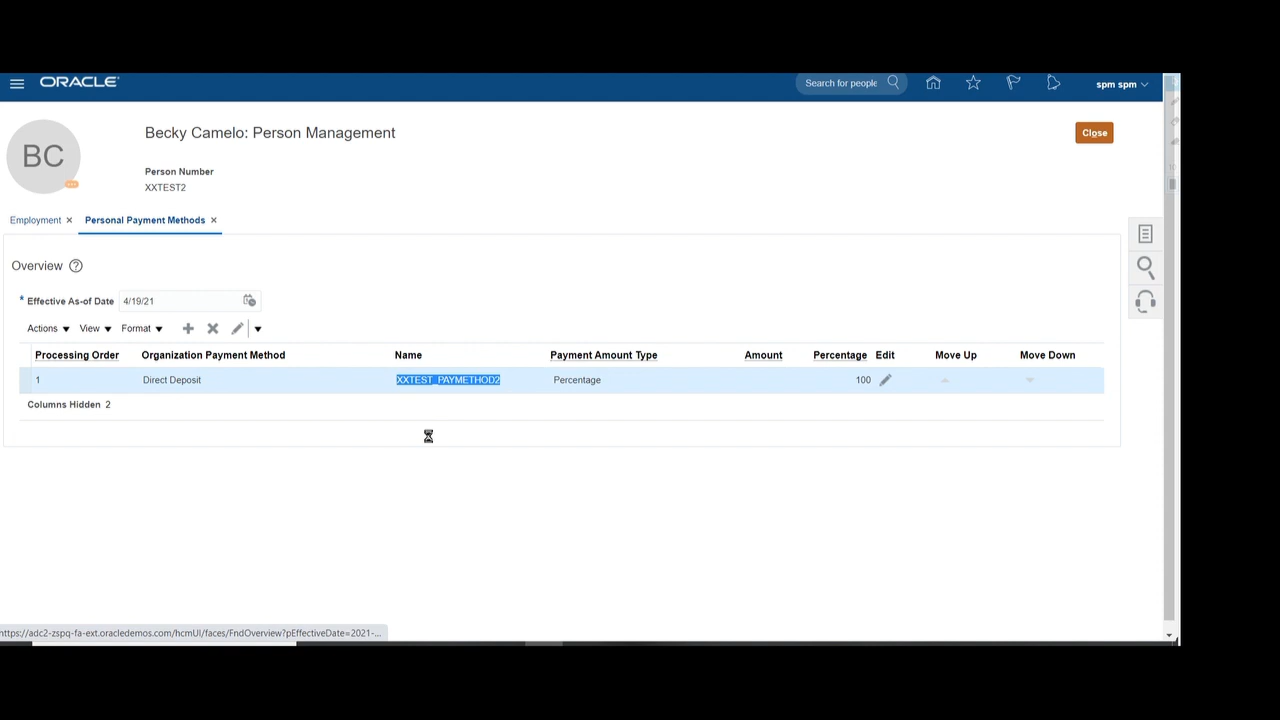 ORACLE
Search for people
spm spm
BC
Becky Camelo: Person Management
Close
Person Number
XXTEST2
Employment
Personal Payment Methods
Overview
* Effective As-of Date 4/19/21
Actions View Format
Processing Order Organization Payment Method Name Payment Amount Type Amount Percentage Edit Move Up Move Down
1 Direct Deposit XXTEST_PAYMETHOD2 Percentage 100
Columns Hidden 2
https://adc2-zspq-fa-ext.oracledemos.com/hcmUI/faces/FndOverview?pEffectiveDate=2021-...